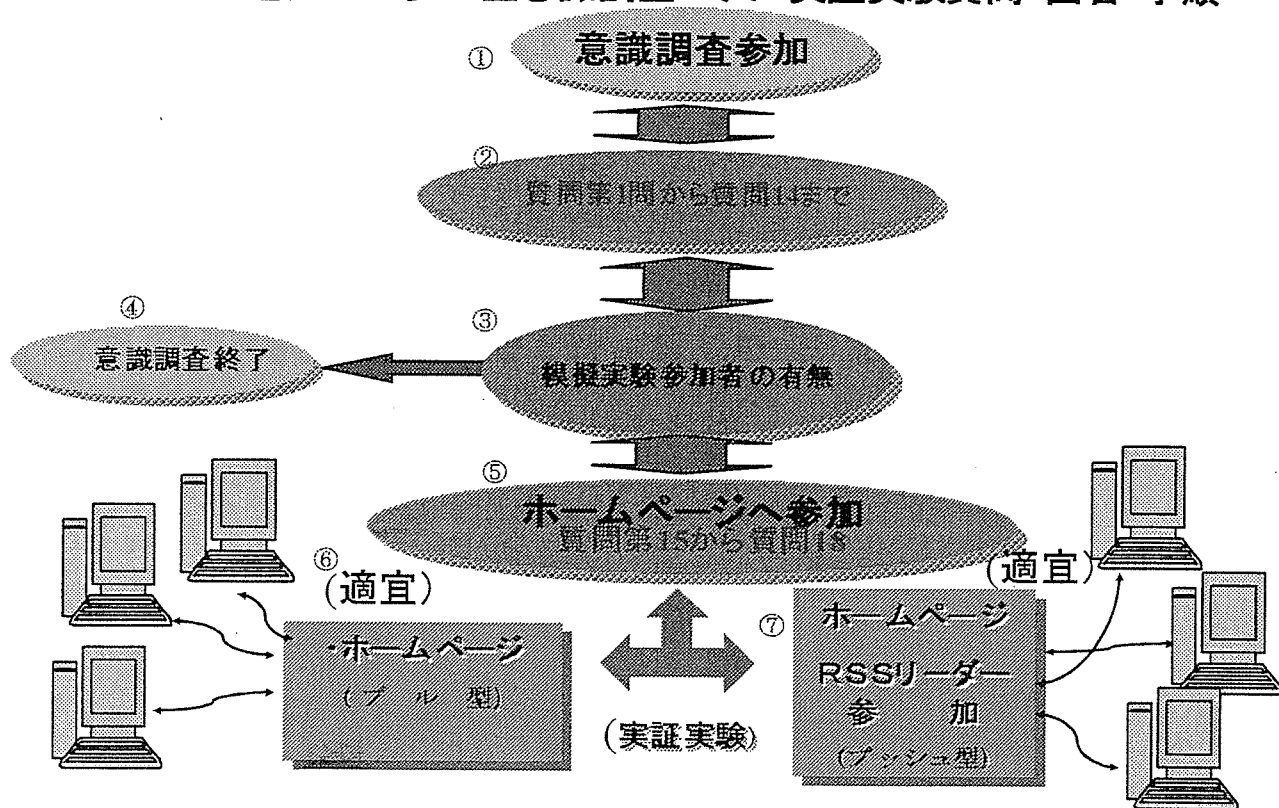 ① 意識調査参加
② 質問第1問から質問14まで
③ 模擬実験参加者の有無
④ 意識調査終了
⑤ ホームページへ参加
質問第15から質問18
⑥ (適宜)
・ホームページ
(プル型)
(実証実験)
(適宜)
⑦ ホームページ
RSSリーダー
参加
(プッシュ型)